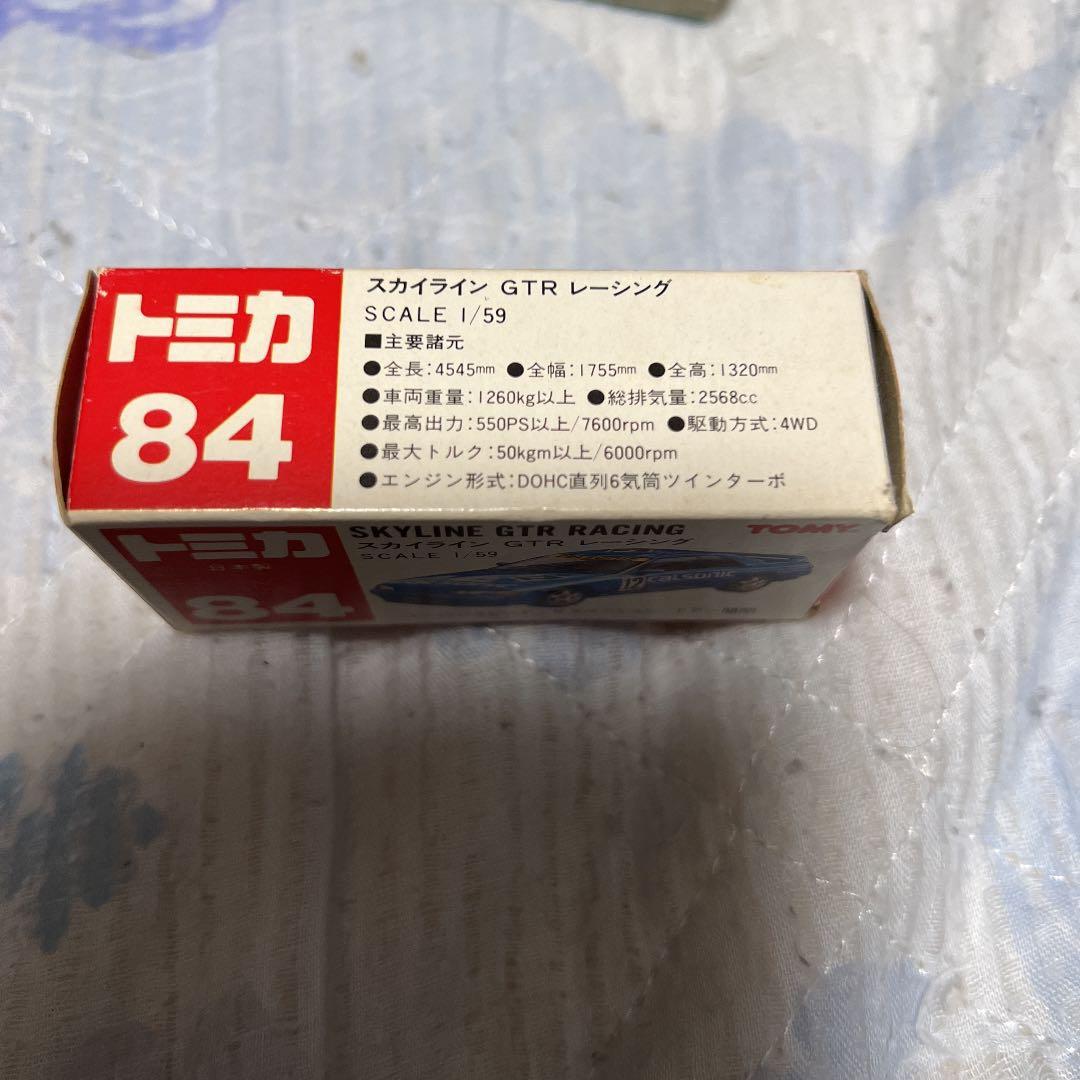 トミカ
84
スカイライン GTR レーシング
SCALE 1/59
■主要諸元
●全長:4545mm ●全幅:1755mm ●全高:1320mm
●車両重量:1260kg以上 ●総排気量:2568cc
●最高出力:550PS以上/7600rpm ●駆動方式:4WD
●最大トルク:50kgm以上/6000rpm
●エンジン形式:DOHC直列6気筒ツインターボ
トミカ
日本製
84
SKYLINE GTR RACING
スカイライン GTR レーシング
SCALE 1/59
TOMY
12 calsonic